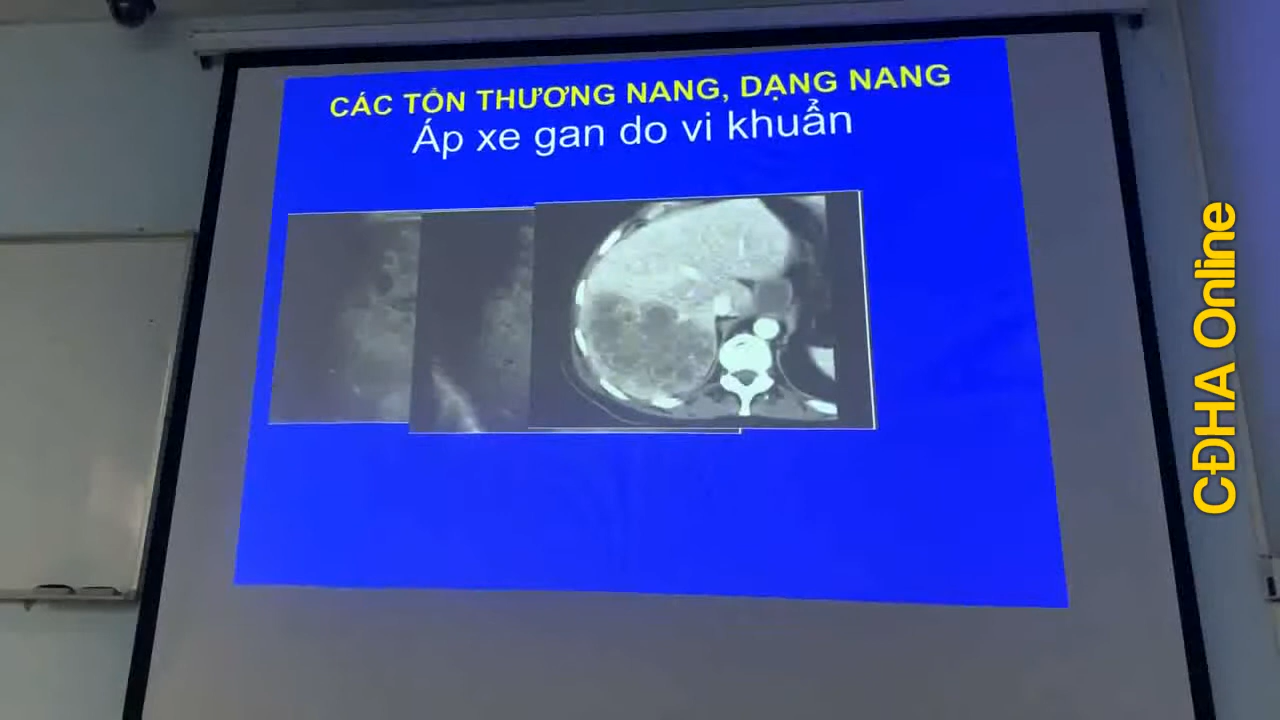 CÁC TỔN THƯƠNG NANG, DẠNG NANG
Áp xe gan do vi khuẩn
CĐHA Online